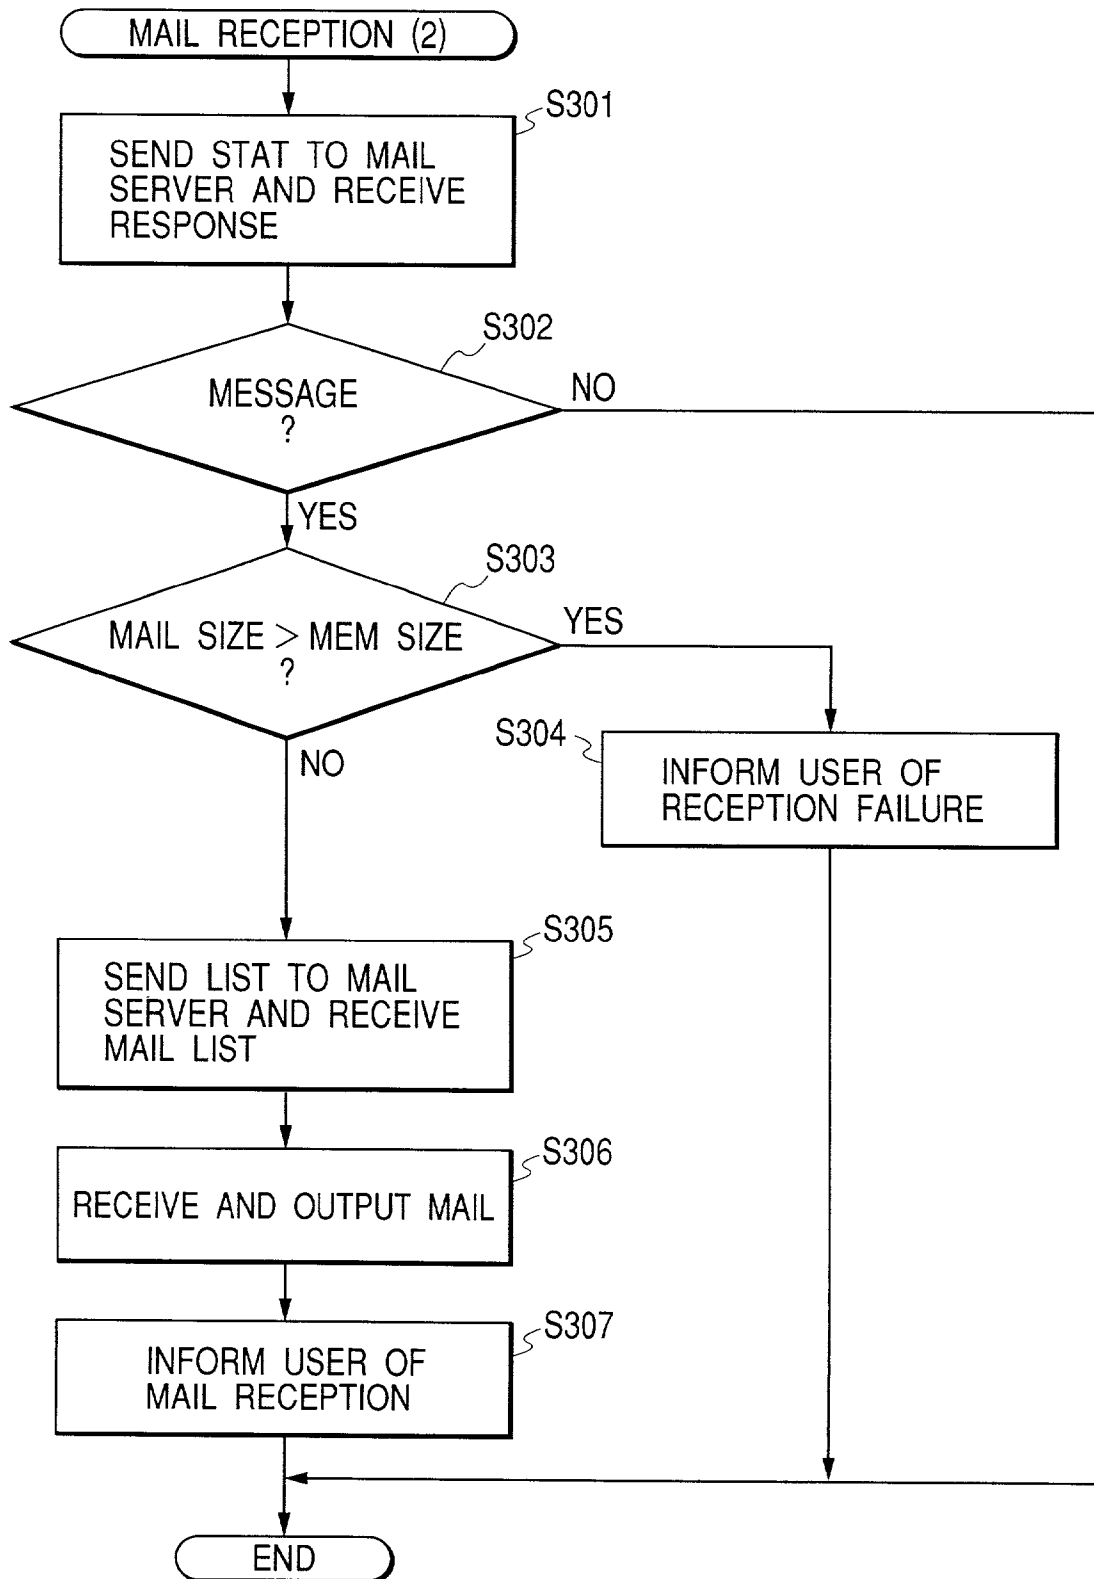 MAIL RECEPTION (2)
S301
SEND STAT TO MAIL
SERVER AND RECEIVE
RESPONSE
S302
MESSAGE
?
NO
YES
S303
MAIL SIZE > MEM SIZE
?
YES
NO
S304
INFORM USER OF
RECEPTION FAILURE
S305
SEND LIST TO MAIL
SERVER AND RECEIVE
MAIL LIST
S306
RECEIVE AND OUTPUT MAIL
S307
INFORM USER OF
MAIL RECEPTION
END